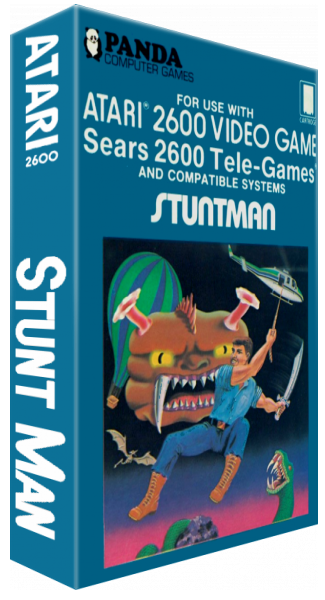 PANDA
COMPUTER GAMES
FOR USE WITH
ATARI® 2600 VIDEO GAME
Sears 2600 Tele-Games
AND COMPATIBLE SYSTEMS
STUNTMAN
ATARI
2600
STUNT MAN